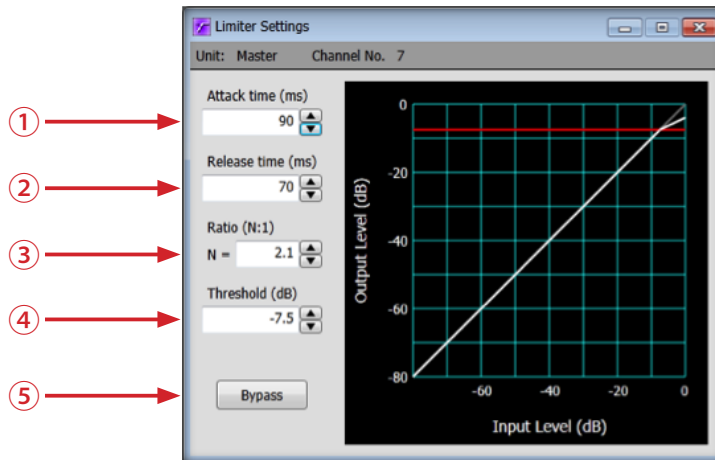 Limiter Settings
Unit: Master Channel No. 7
① Attack time (ms)
90
② Release time (ms)
70
③ Ratio (N:1)
N = 2.1
④ Threshold (dB)
-7.5
⑤ Bypass
0
-20
-40
-60
-80
Output Level (dB)
-60 -40 -20 0
Input Level (dB)